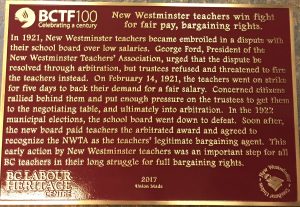 BCTF100
Celebrating a century
New Westminster teachers win fight
for fair pay, bargaining rights.
In 1921, New Westminster teachers became embroiled in a dispute with
their school board over low salaries. George Ford, President of the
New Westminster Teachers' Association, urged that the dispute be
resolved through arbitration, but trustees refused and threatened to fire
the teachers instead. On February 14, 1921, the teachers went on strike
for five days to back their demand for a fair salary. Concerned citizens
rallied behind them and put enough pressure on the trustees to get them
to the negotiating table, and ultimately into arbitration. In the 1922
municipal elections, the school board went down to defeat. Soon after,
the new board paid teachers the arbitrated award and agreed to
recognize the NWTA as the teachers' legitimate bargaining agent. This
early action by New Westminster teachers was an important step for all
BC teachers in their long struggle for full bargaining rights.
BC LABOUR
HERITAGE
CENTRE
2017
Union Made
New Westminster